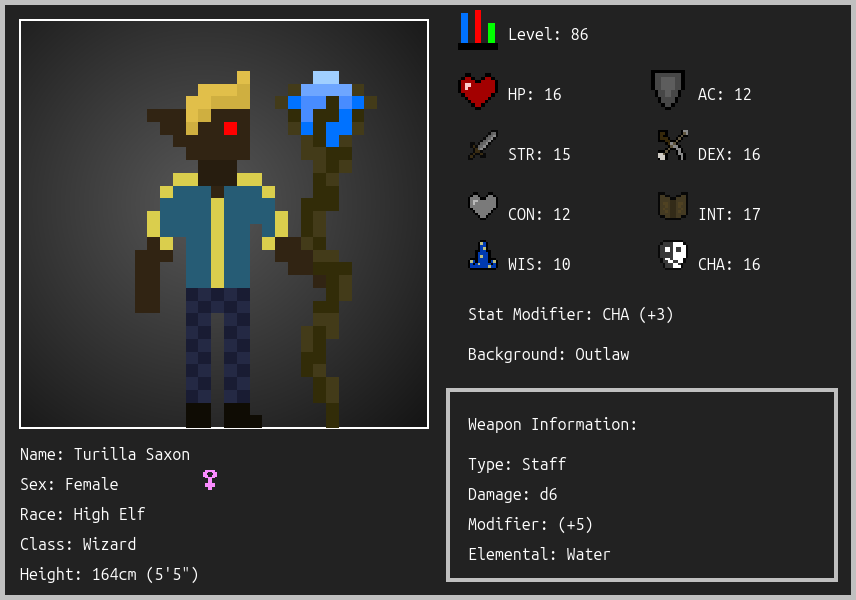 Level: 86
HP: 16
AC: 12
STR: 15
DEX: 16
CON: 12
INT: 17
WIS: 10
CHA: 16
Stat Modifier: CHA (+3)
Background: Outlaw
Weapon Information:
Type: Staff
Damage: d6
Modifier: (+5)
Elemental: Water
Name: Turilla Saxon
Sex: Female
Race: High Elf
Class: Wizard
Height: 164cm (5'5")